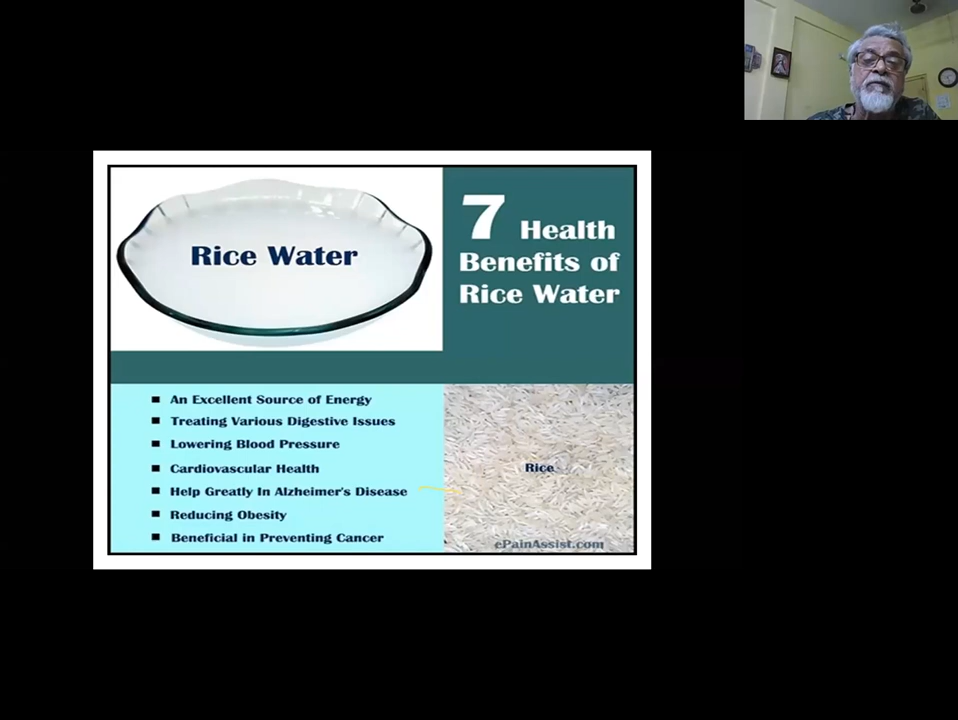 Rice Water
7 Health
Benefits of
Rice Water
An Excellent Source of Energy
Treating Various Digestive Issues
Lowering Blood Pressure
Cardiovascular Health
Help Greatly In Alzheimer's Disease
Reducing Obesity
Beneficial in Preventing Cancer
Rice
ePainAssist.com